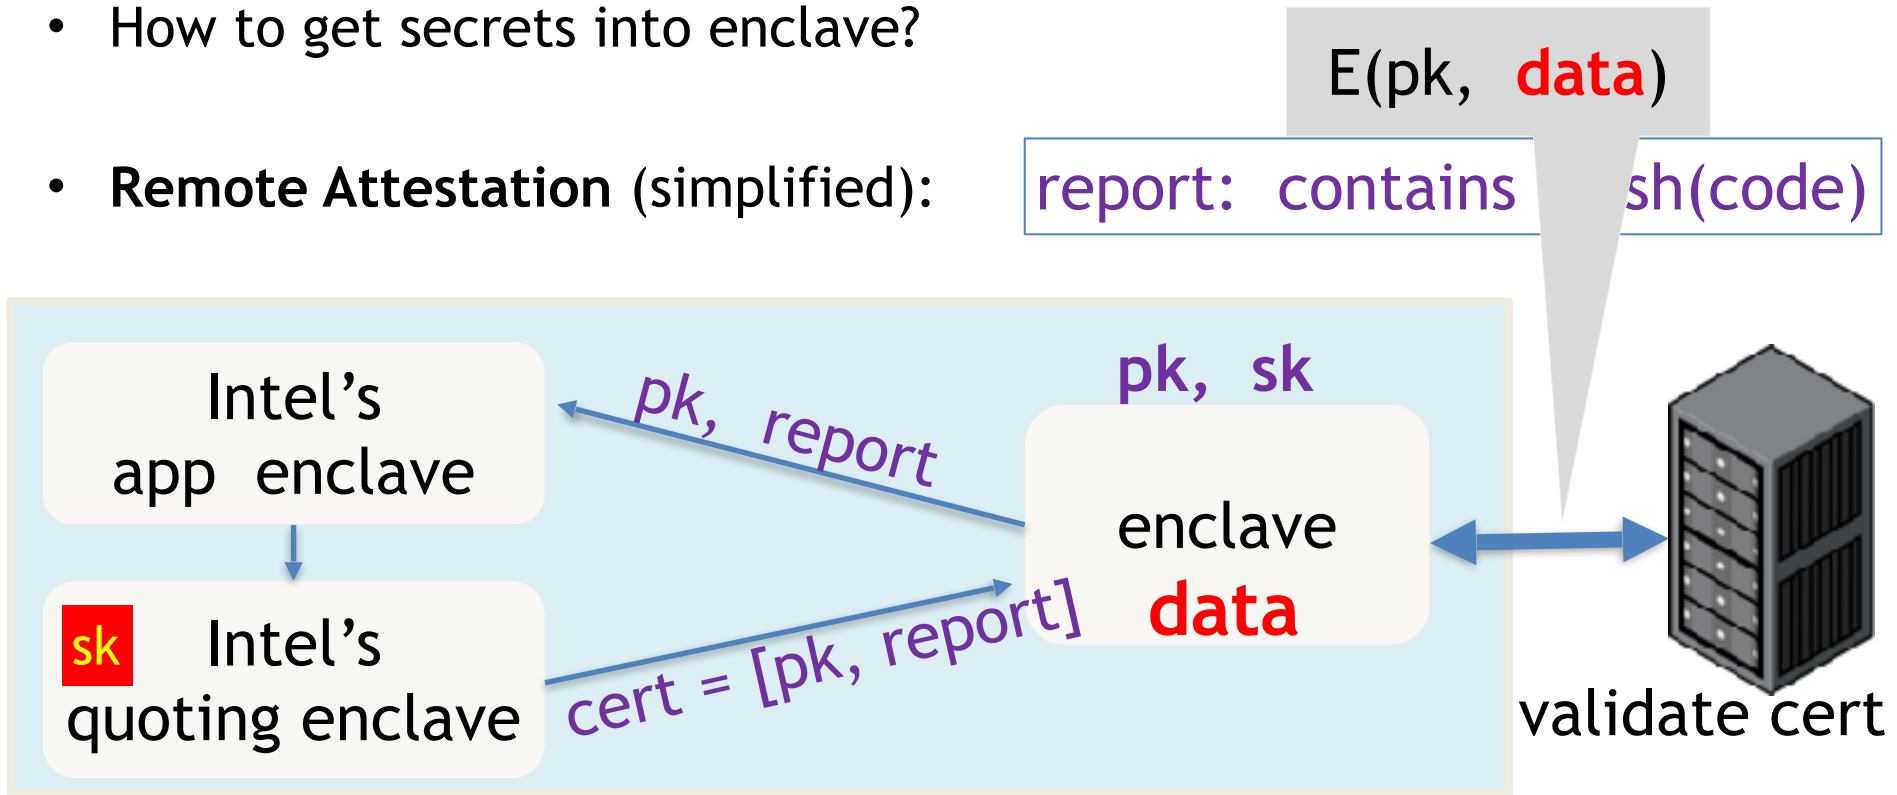 • How to get secrets into enclave?
E(pk, data)
• Remote Attestation (simplified):
report: contains sh(code)
Intel's
app enclave
pk, report
pk, sk
enclave
data
sk
Intel's
quoting enclave
cert = [pk, report]
validate cert